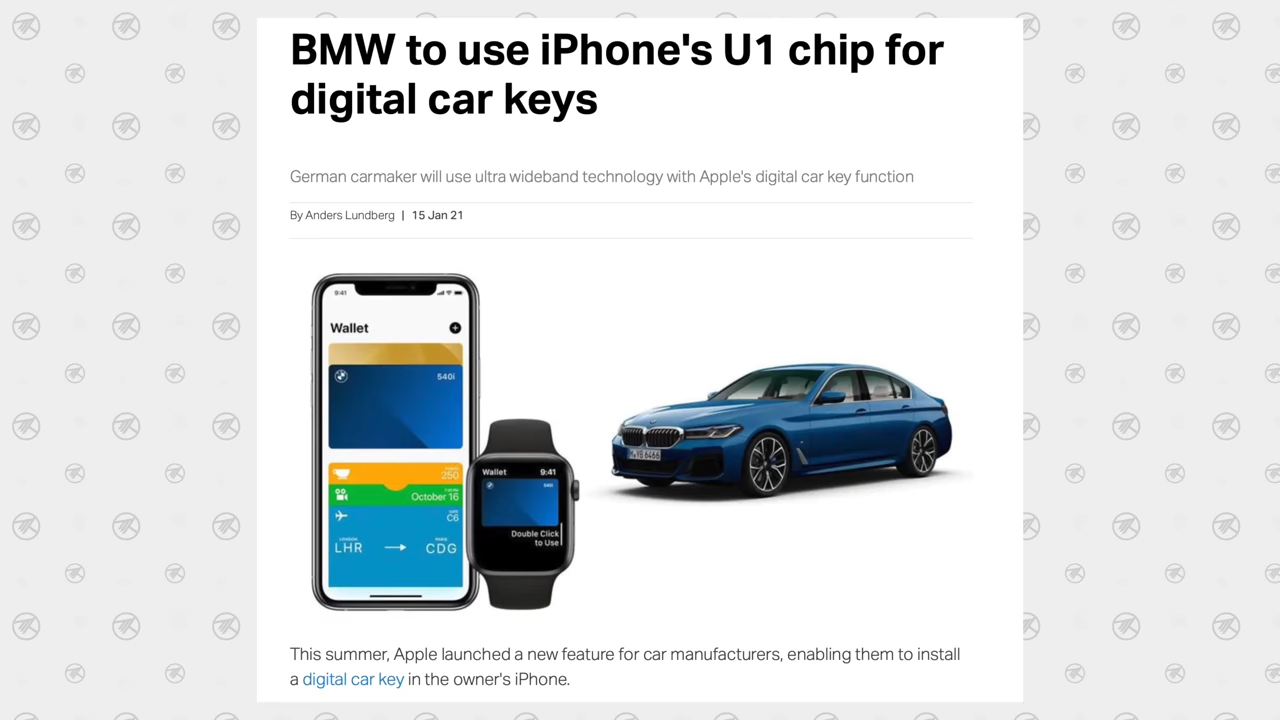 BMW to use iPhone's U1 chip for
digital car keys
German carmaker will use ultra wideband technology with Apple's digital car key function
By Anders Lundberg | 15 Jan 21
9:41
Wallet
540i
250
October 16
C6
LHR → CDG
Wallet 9:41
540i
Double Click
to Use
This summer, Apple launched a new feature for car manufacturers, enabling them to install
a digital car key in the owner's iPhone.